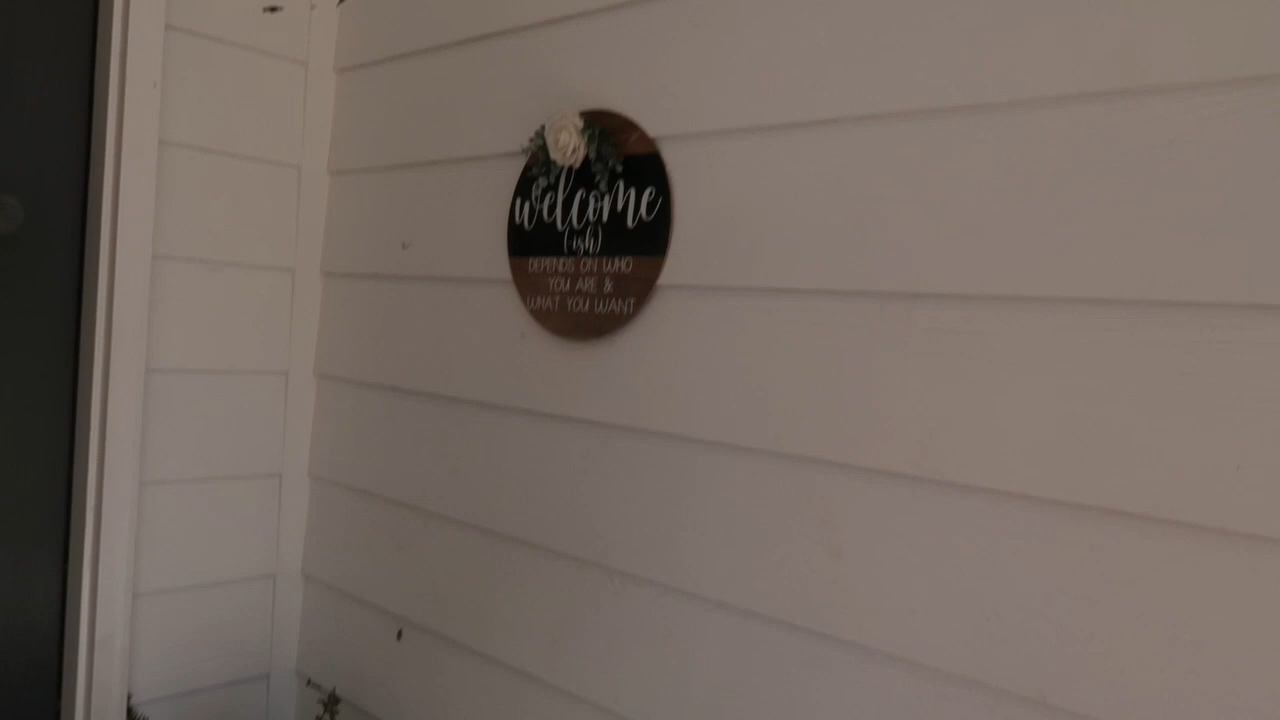 welcome
(ish)
DEPENDS ON WHO
YOU ARE &
WHAT YOU WANT